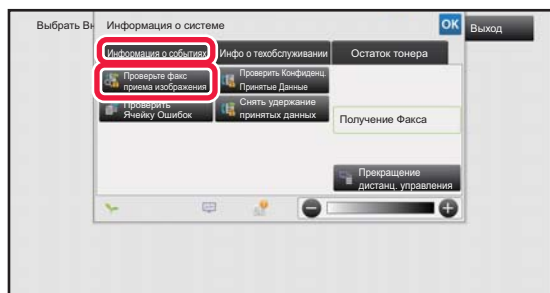 Выбрать Вн
Информация о системе
OK
Выход
Информация о событиях
Инфо о техобслуживании
Остаток тонера
Проверьте факс
приема изображения
Проверить Конфиденц.
Принятые Данные
Проверить
Ячейку Ошибок
Снять удержание
принятых данных
Получение Факса
Прекращение
дистанц. управления